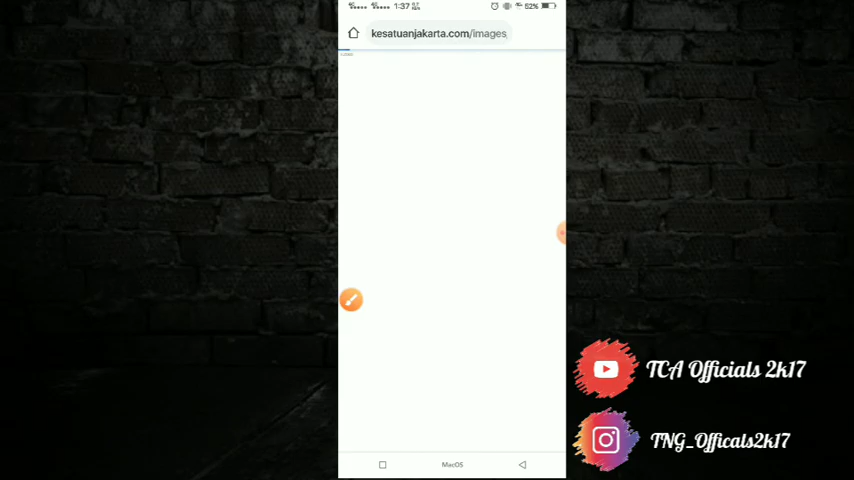 1:37
52%
kesatuanjakarta.com/images
MacOS
TCA Officials 2k17
TNG_Officals2k17